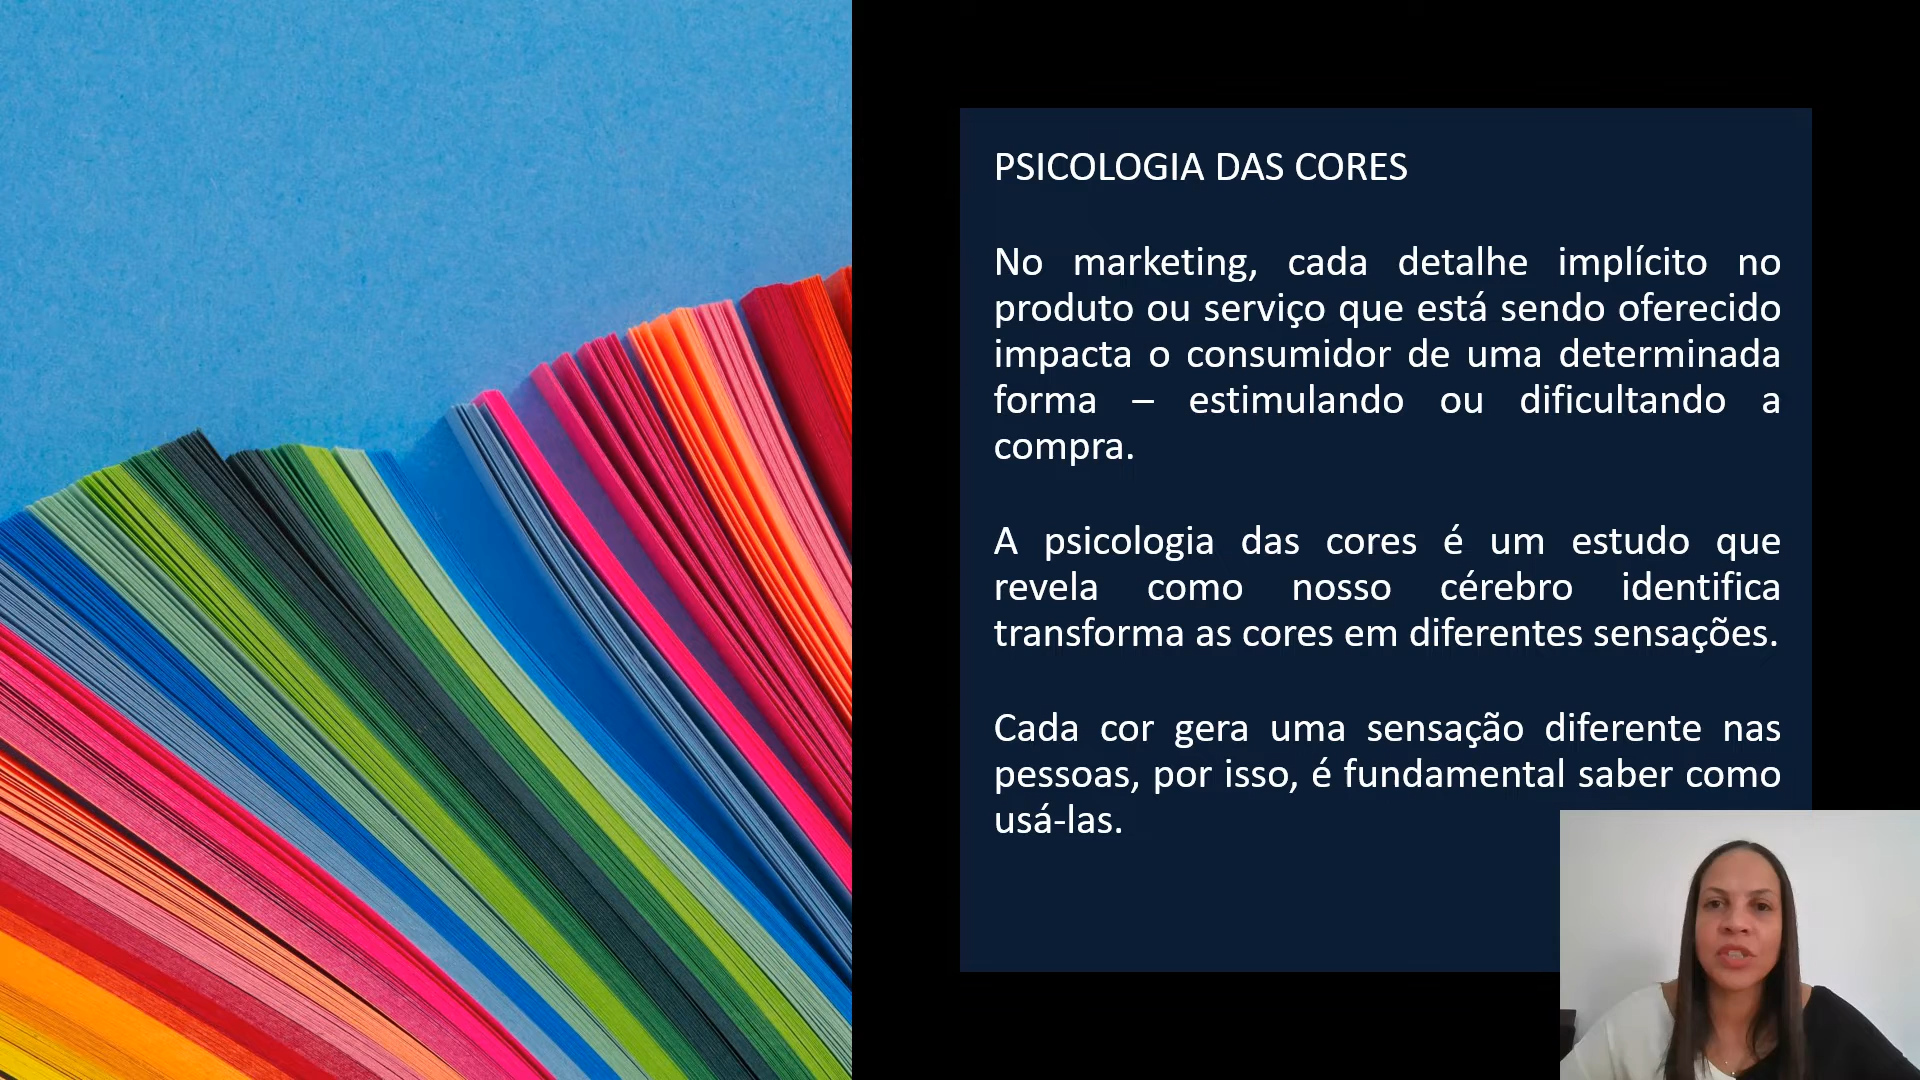 PSICOLOGIA DAS CORES
No marketing, cada detalhe implícito no
produto ou serviço que está sendo oferecido
impacta o consumidor de uma determinada
forma – estimulando ou dificultando a
compra.
A psicologia das cores é um estudo que
revela como nosso cérebro identifica
transforma as cores em diferentes sensações.
Cada cor gera uma sensação diferente nas
pessoas, por isso, é fundamental saber como
usá-las.